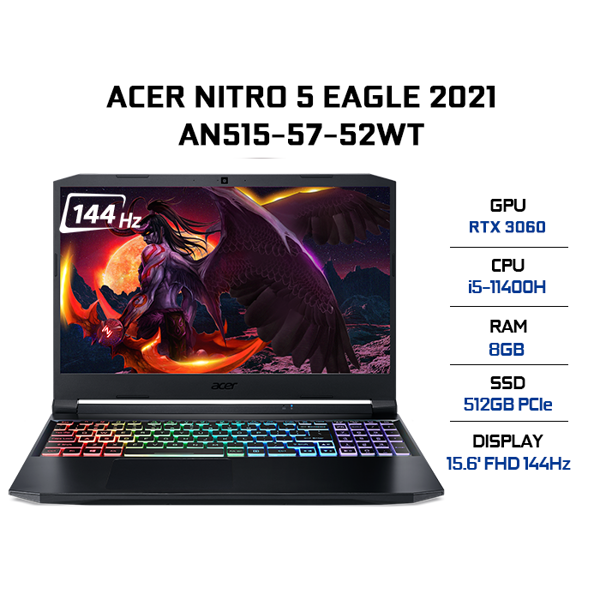 ACER NITRO 5 EAGLE 2021
AN515-57-52WT
144 Hz
acer
GPU
RTX 3060
CPU
i5-11400H
RAM
8GB
SSD
512GB PCIe
DISPLAY
15.6' FHD 144Hz